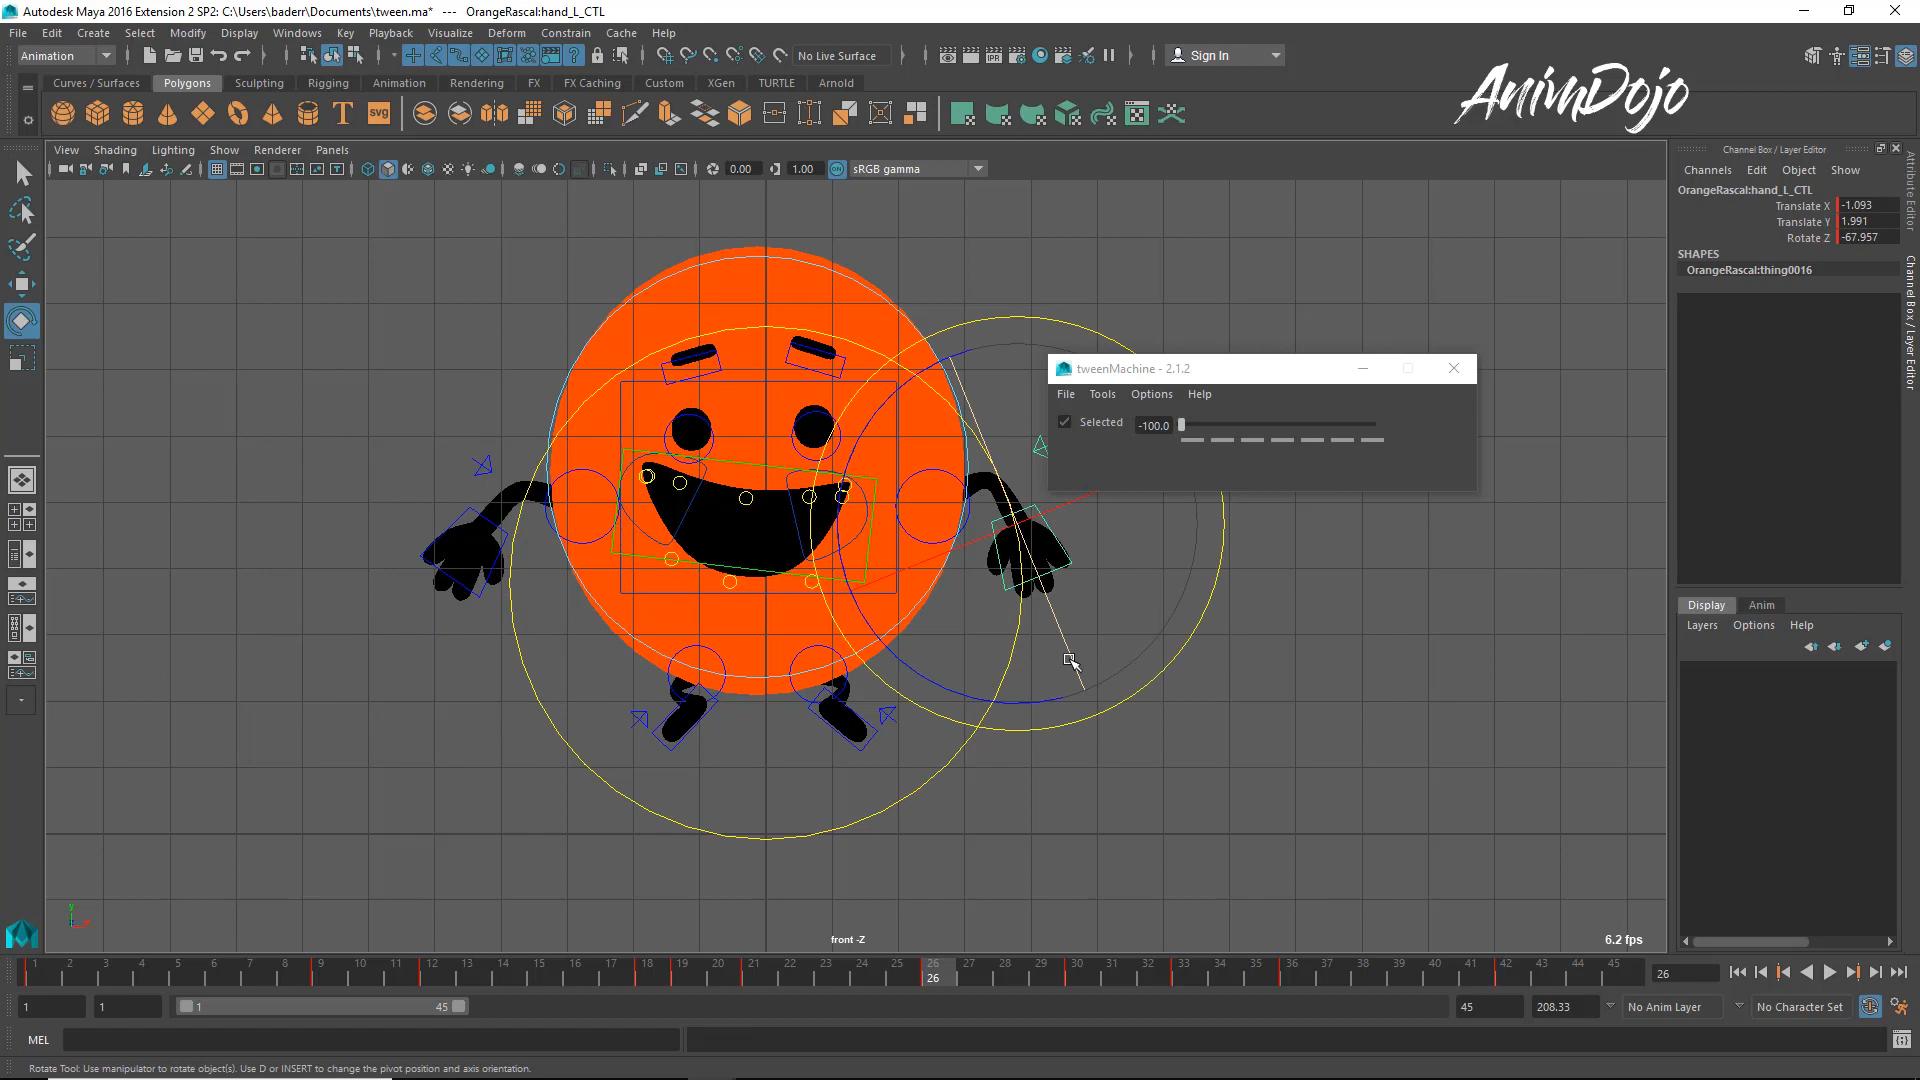 Autodesk Maya 2016 Extension 2 SP2: C:\Users\baderr\Documents\tween.ma*   ---   OrangeRascal:hand_L_CTL
File Edit Create Select Modify Display Windows Key Playback Visualize Deform Constrain Cache Help
Animation
No Live Surface
Sign In
Curves / Surfaces Polygons Sculpting Rigging Animation Rendering FX FX Caching Custom XGen TURTLE Arnold
AnimDojo
View Shading Lighting Show Renderer Panels
0.00 1.00 sRGB gamma
Channel Box / Layer Editor
Channels Edit Object Show
OrangeRascal:hand_L_CTL
Translate X -1.093
Translate Y 1.991
Rotate Z -67.957
SHAPES
OrangeRascal:thing0016
Attribute Editor
Channel Box / Layer Editor
tweenMachine - 2.1.2
File Tools Options Help
Selected -100.0
Display Anim
Layers Options Help
front -Z
6.2 fps
1 2 3 4 5 6 7 8 9 10 11 12 13 14 15 16 17 18 19 20 21 22 23 24 25 26 27 28 29 30 31 32 33 34 35 36 37 38 39 40 41 42 43 44 45
26
26
1 1 1 45 45 208.33 No Anim Layer No Character Set
MEL
Rotate Tool: Use manipulator to rotate object(s). Use D or INSERT to change the pivot position and axis orientation.